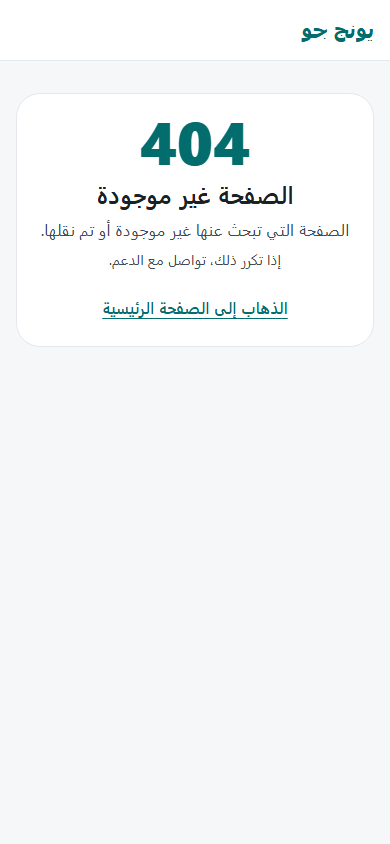 يونج جو
404
الصفحة غير موجودة
الصفحة التي تبحث عنها غير موجودة أو تم نقلها.
إذا تكرر ذلك، تواصل مع الدعم.
الذهاب إلى الصفحة الرئيسية